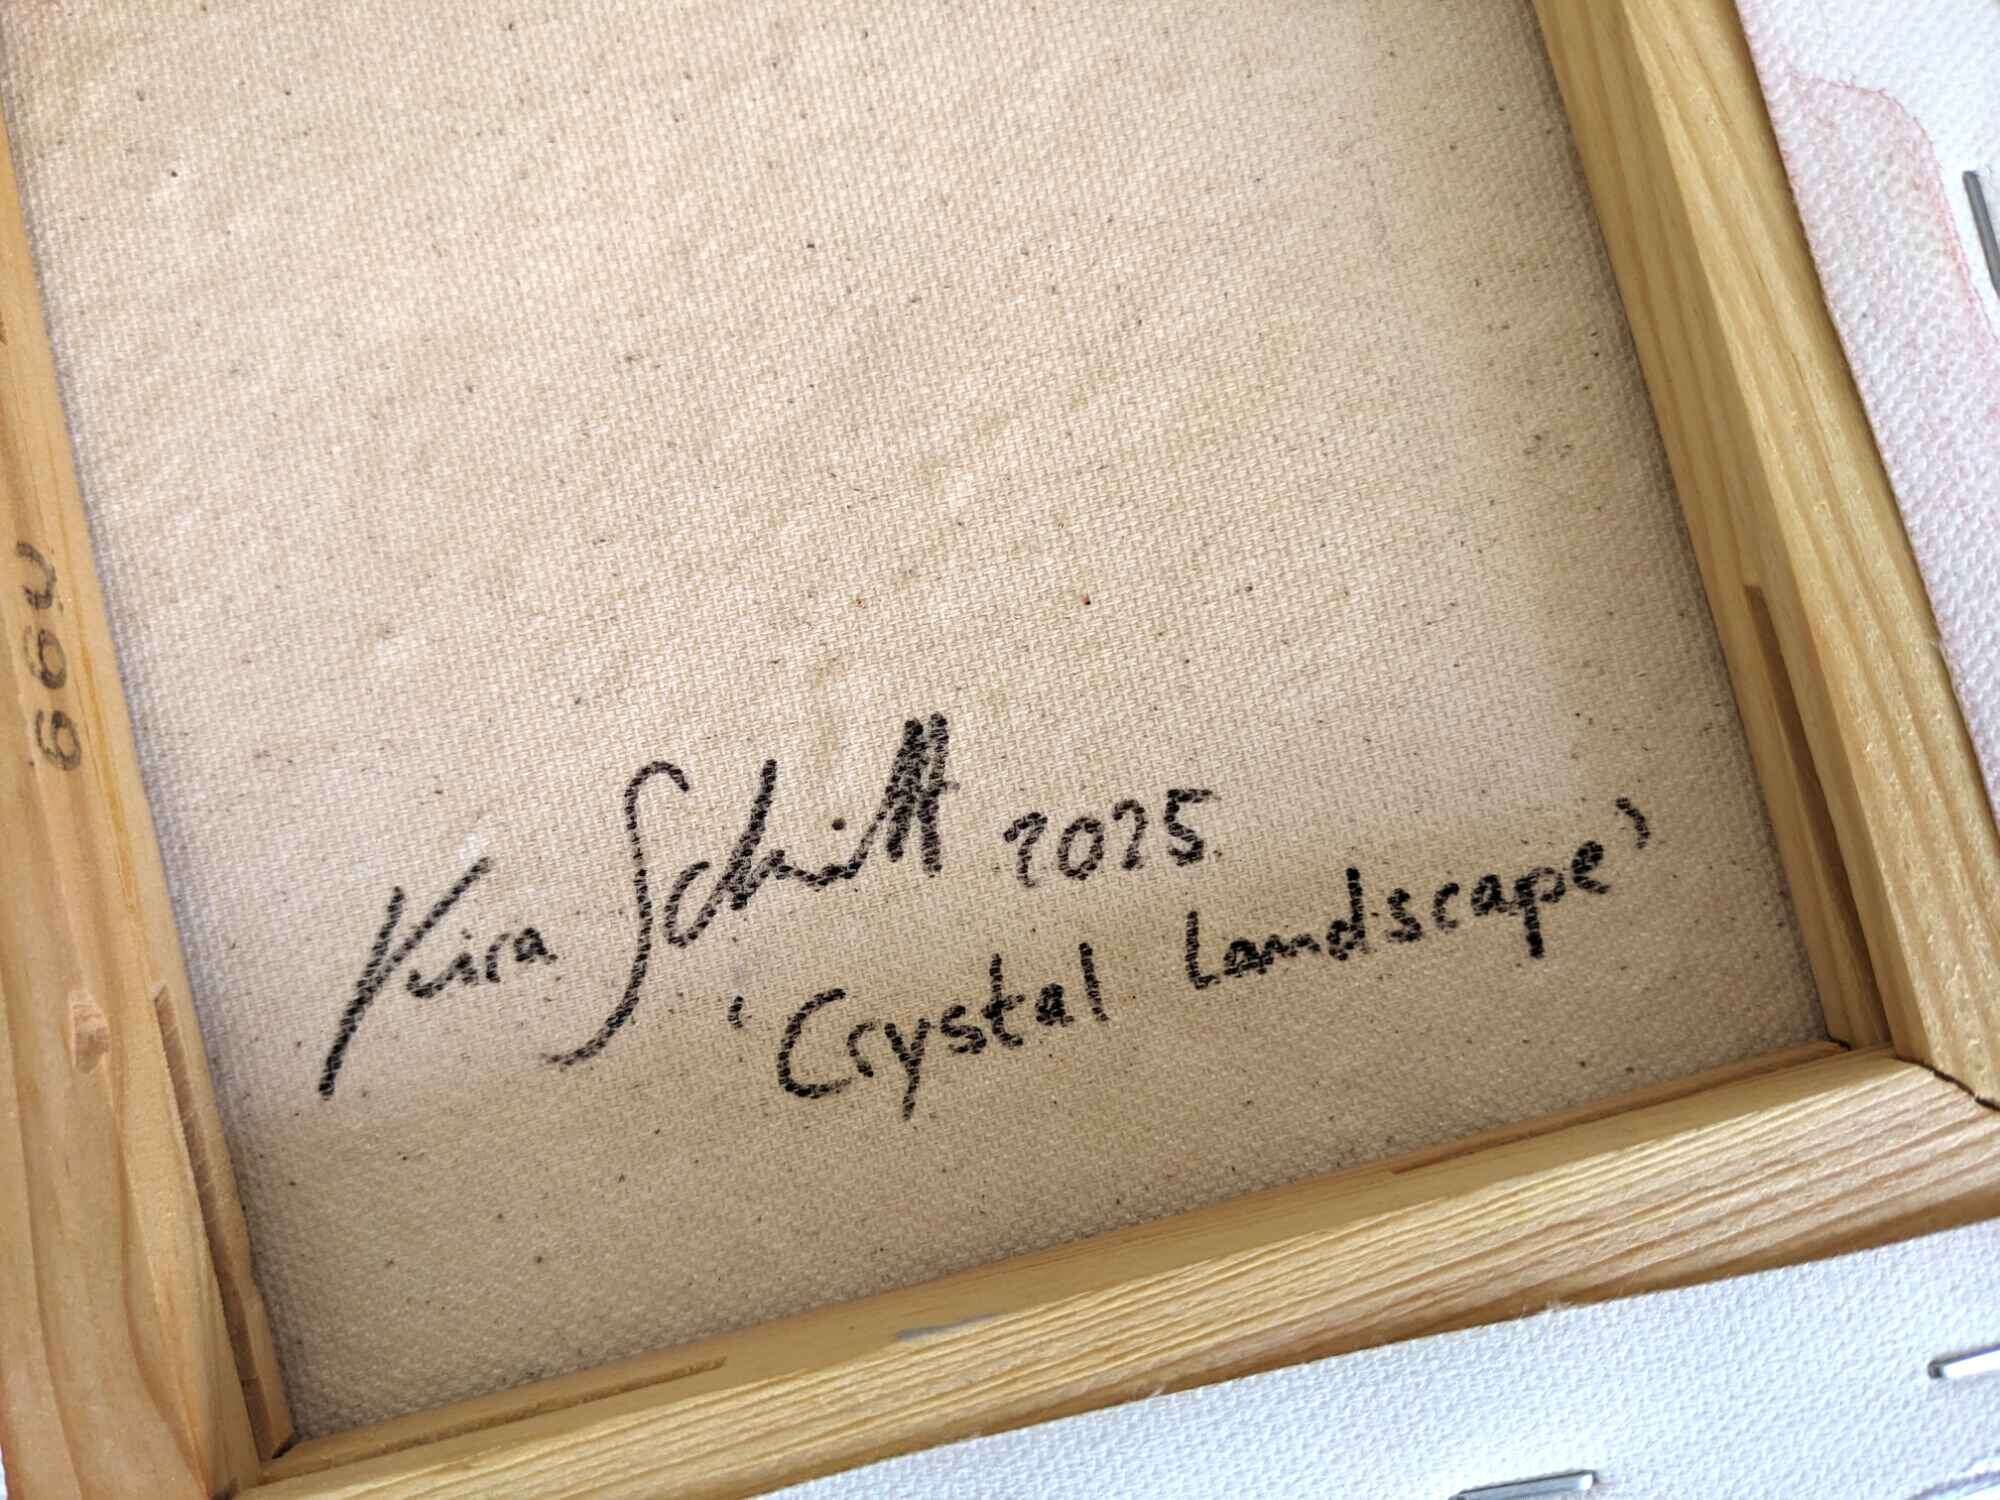 Kira Schmitt 2025
'Crystal Landscape'